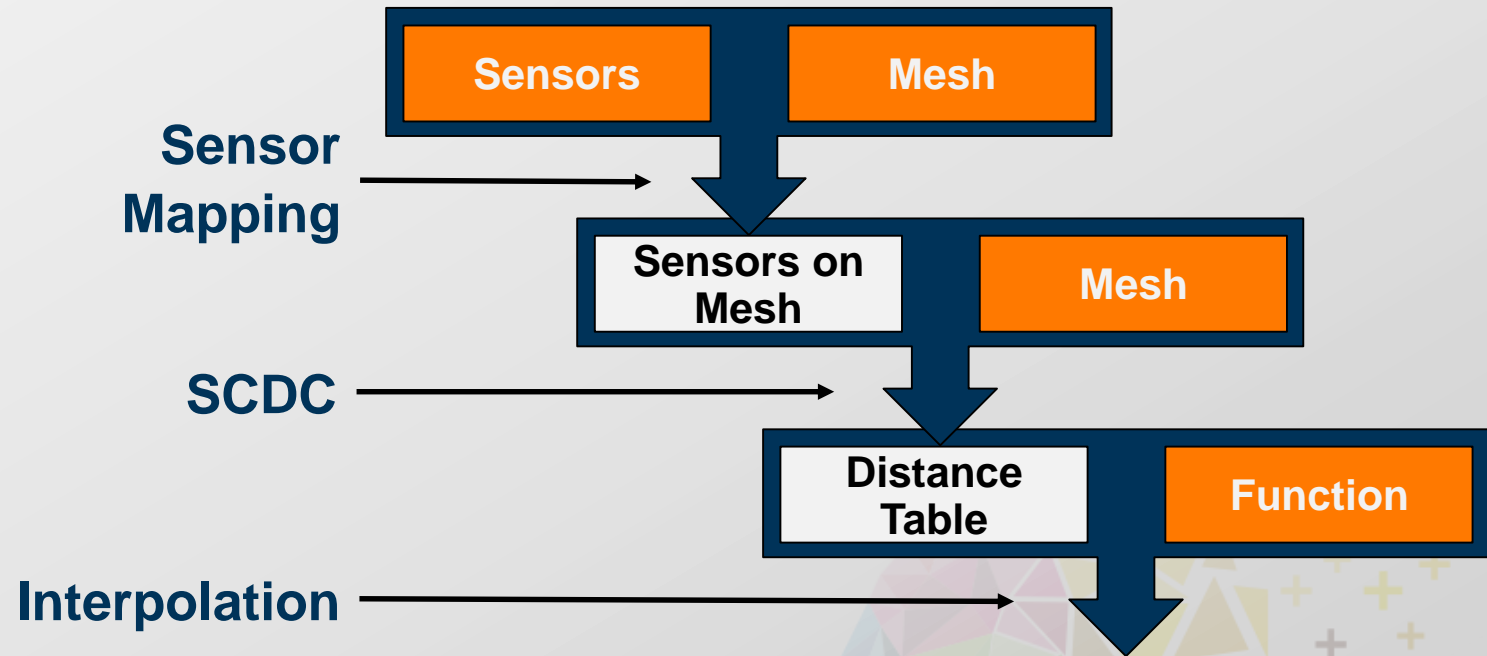 Sensors
Mesh
Sensor
Mapping
Sensors on
Mesh
Mesh
SCDC
Distance
Table
Function
Interpolation